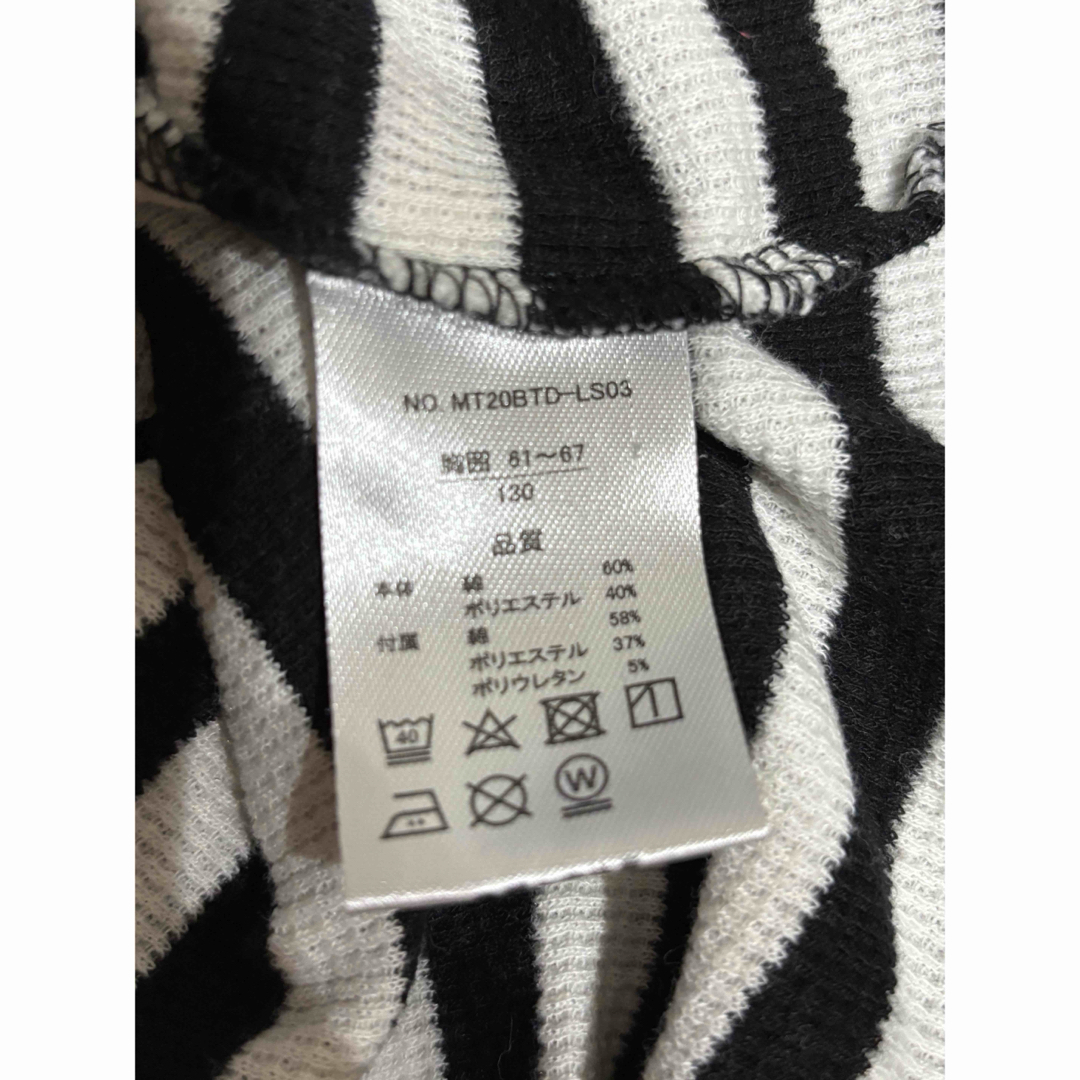 NO. MT20BTD-LS03
胸囲 61～67
130
品質
本体 綿 60%
ポリエステル 40%
付属 綿 58%
ポリエステル 37%
ポリウレタン 5%
40
W